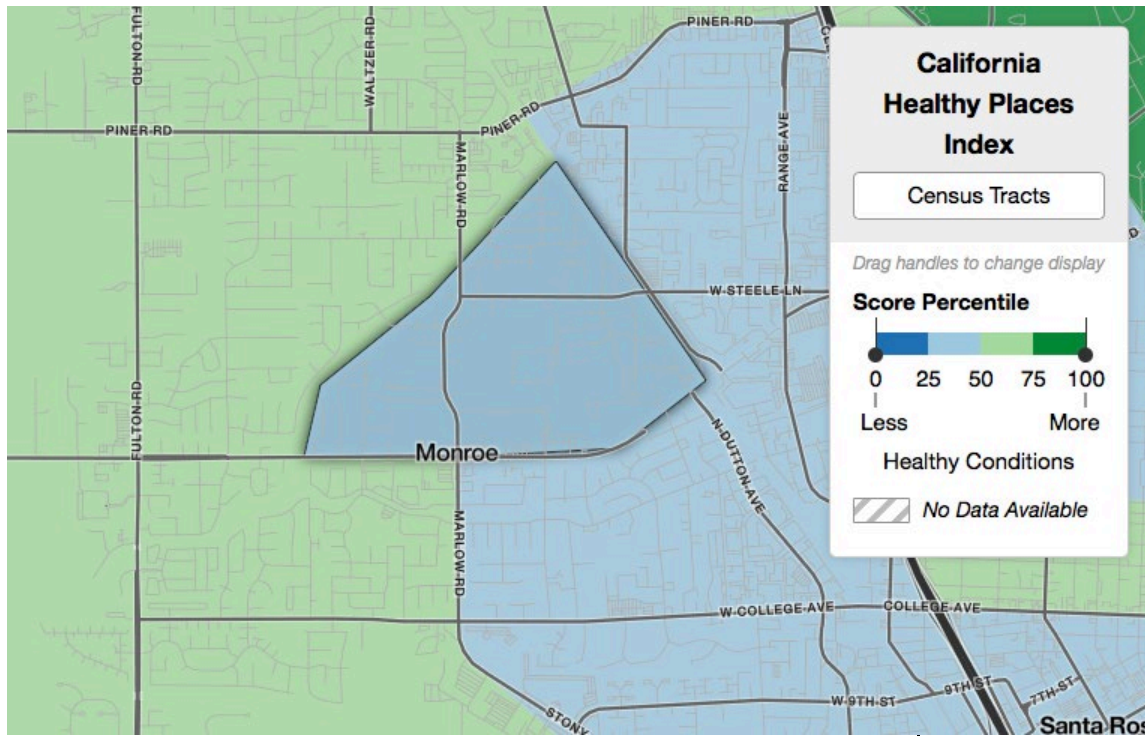 FULTON RD
WALTZER RD
PINER RD
PINER RD
PINER RD
MARLOW RD
RANGE AVE
W STEELE LN
FULTON RD
Monroe
N DUTTON AVE
MARLOW RD
W COLLEGE AVE
COLLEGE AVE
W 9TH ST
9TH ST
7TH ST
STONY
Santa Ros
California
Healthy Places
Index
Census Tracts
Drag handles to change display
Score Percentile
0 25 50 75 100
Less More
Healthy Conditions
No Data Available